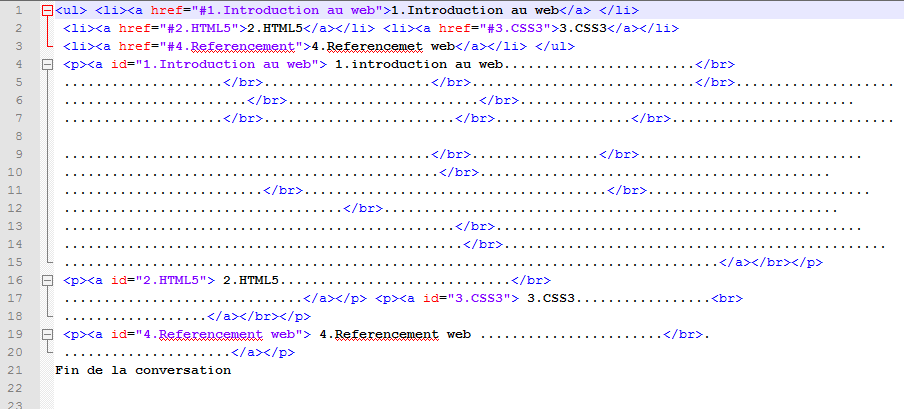 1 <ul> <li><a href="#1.Introduction au web">1.Introduction au web</a> </li>
2 <li><a href="#2.HTML5">2.HTML5</a></li> <li><a href="#3.CSS3">3.CSS3</a></li>
3 <li><a href="#4.Referencement">4.Referencemet web</a></li> </ul>
4 <p><a id="1.Introduction au web"> 1.introduction au web........................</br>
5 ....................</br>.....................</br>............................</br>....................
6 .......................</br>........................</br>..........................................
7 ....................</br>........................</br>.................</br>............................
8
9 ..............................................</br>................</br>............................
10 ...............................................</br>............................................
11 .........................</br>......................................</br>............................
12 ...................................</br>.........................................................
13 .................................................</br>..............................................
14 ..................................................</br>................................................
15 ..................................................................................</a></br></p>
16 <p><a id="2.HTML5"> 2.HTML5.............................</br>
17 ..............................</a></p> <p><a id="3.CSS3"> 3.CSS3.................<br>
18 ..................</a></br></p>
19 <p><a id="4.Referencement web"> 4.Referencement web .......................</br>.
20 .....................</a></p>
21 Fin de la conversation
22
23